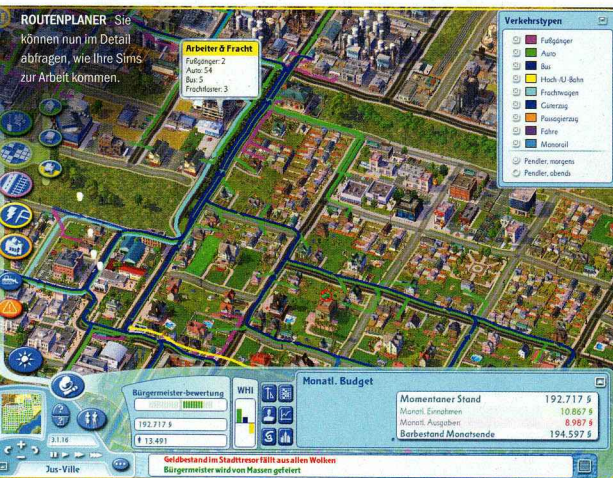 ROUTENPLANER Sie
können nun im Detail
abfragen, wie Ihre Sims
zur Arbeit kommen.
Arbeiter & Fracht
Fußgänger: 2
Auto: 54
Bus: 5
Frachtlaster: 3
Verkehrstypen
Fußgänger
Auto
Bus
Hoch-/U-Bahn
Frachtwagen
Güterzug
Passagierzug
Fähre
Monorail
Pendler, morgens
Pendler, abends
Bürgermeister-bewertung
192.717 §
13.491
WHI
Monatl. Budget
Momentaner Stand 192.717 §
Monatl. Einnahmen 10.867 §
Monatl. Ausgaben 8.987 §
Barbestand Monatsende 194.597 §
3.1.16
Jus-Ville
Geldbestand im Stadttresor fällt aus allen Wolken
Bürgermeister wird von Massen gefeiert